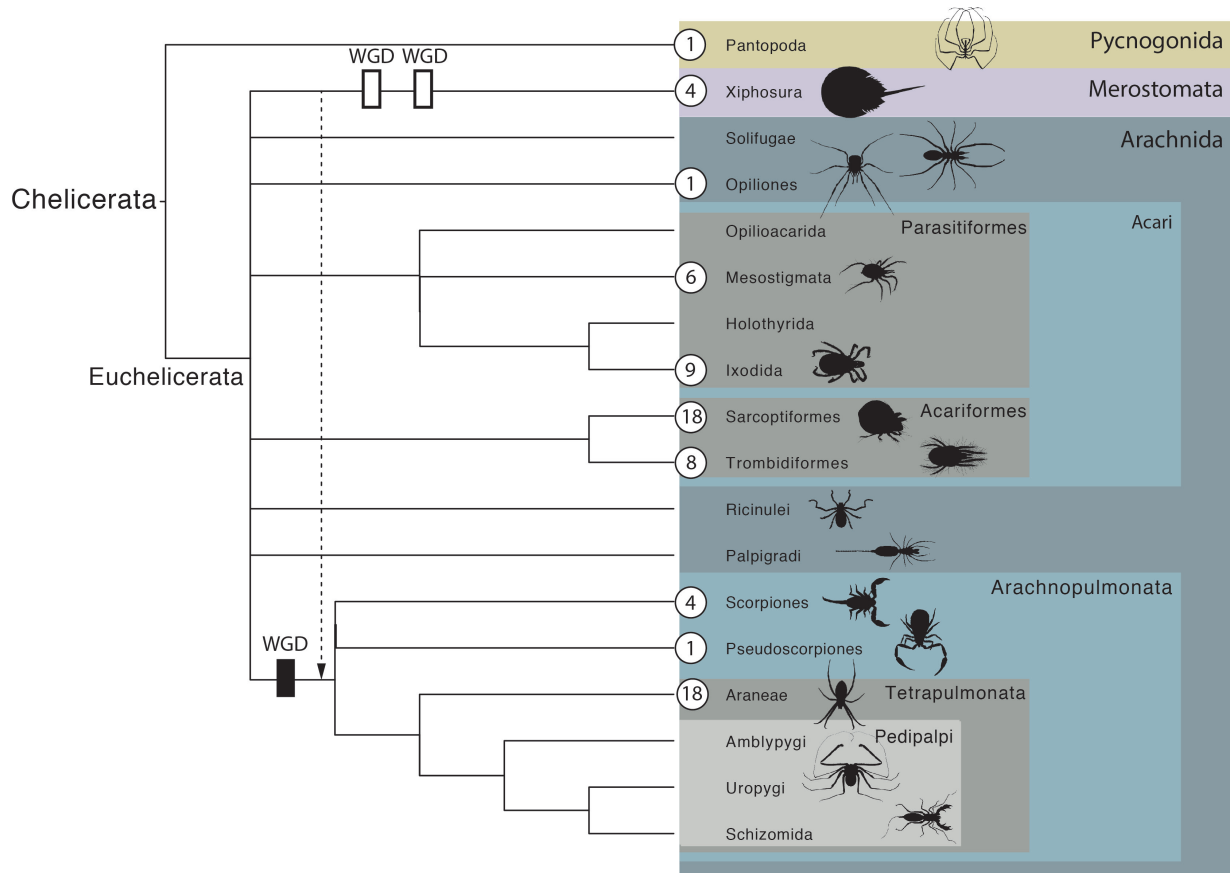 WGD WGD
1 Pantopoda Pycnogonida
4 Xiphosura Merostomata
Solifugae Arachnida
Chelicerata
1 Opiliones
Acari
Opilioacarida Parasitiformes
6 Mesostigmata
Holothyrida
9 Ixodida
Euchelicerata
18 Sarcoptiformes Acariformes
8 Trombidiformes
Ricinulei
Palpigradi
Arachnopulmonata
4 Scorpiones
WGD
1 Pseudoscorpiones
18 Araneae Tetrapulmonata
Amblypygi Pedipalpi
Uropygi
Schizomida